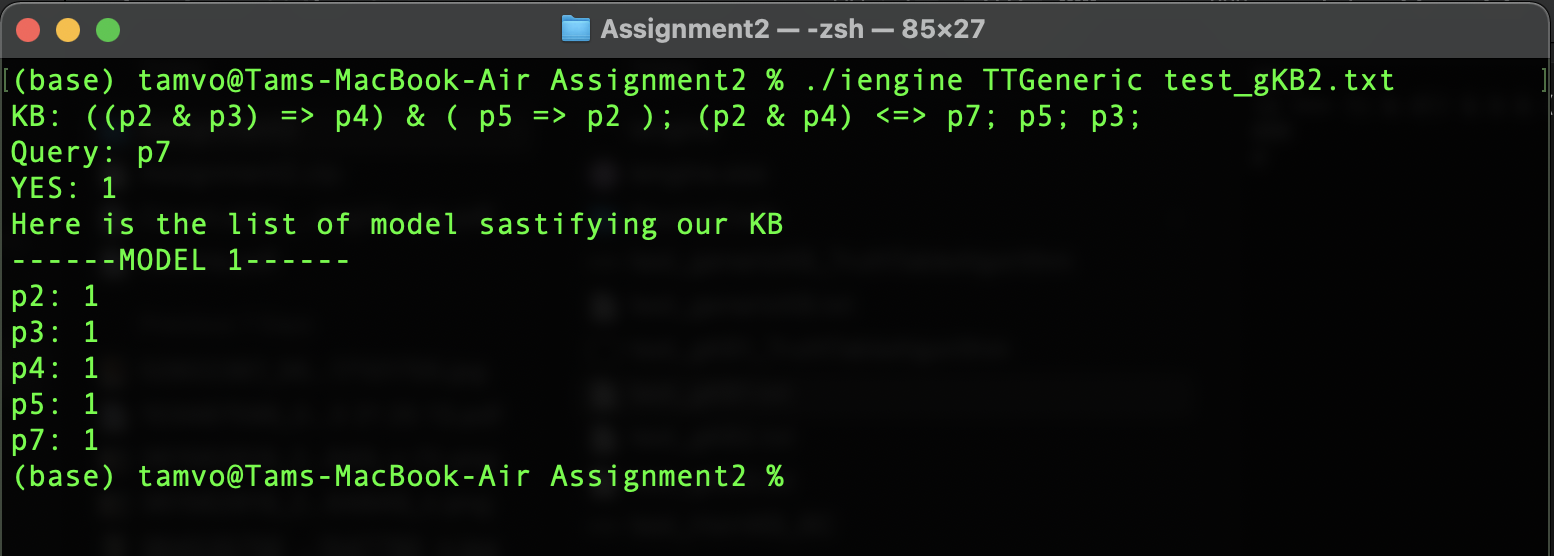 Assignment2 — -zsh — 85×27
[(base) tamvo@Tams-MacBook-Air Assignment2 % ./iengine TTGeneric test_gKB2.txt ]
KB: ((p2 & p3) => p4) & ( p5 => p2 ); (p2 & p4) <=> p7; p5; p3;
Query: p7
YES: 1
Here is the list of model sastifying our KB
------MODEL 1------
p2: 1
p3: 1
p4: 1
p5: 1
p7: 1
(base) tamvo@Tams-MacBook-Air Assignment2 %